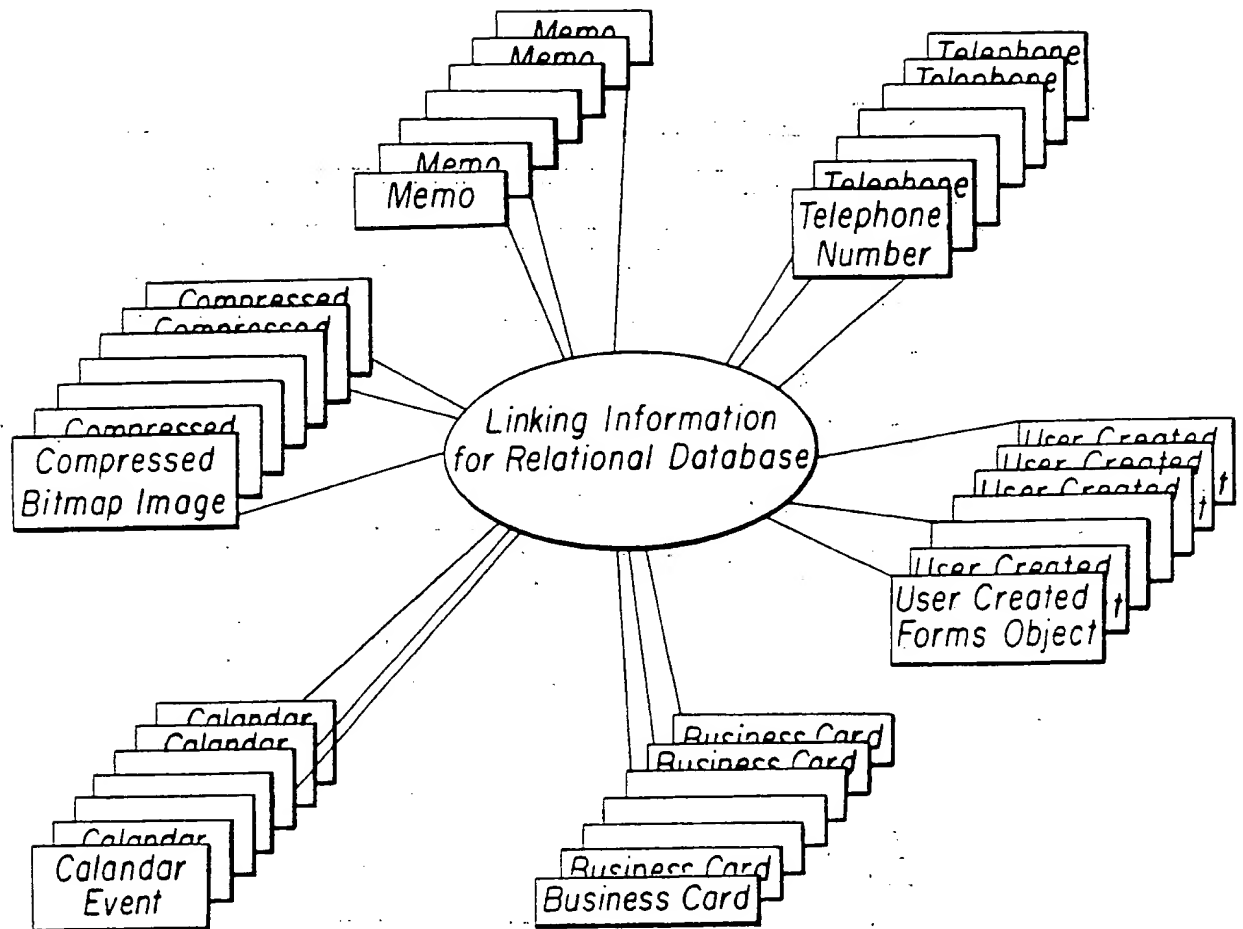 Memo
Memo
Memo
Memo
Telephone
Telephone
Telephone
Telephone
Number
Compressed
Compressed
Compressed
Compressed
Bitmap Image
Linking Information
for Relational Database
User Created
User Created
t
User Created
t
User Created
User Created
Forms Object
t
Calandar
Calandar
Calandar
Calandar
Event
Business Card
Business Card
Business Card
Business Card